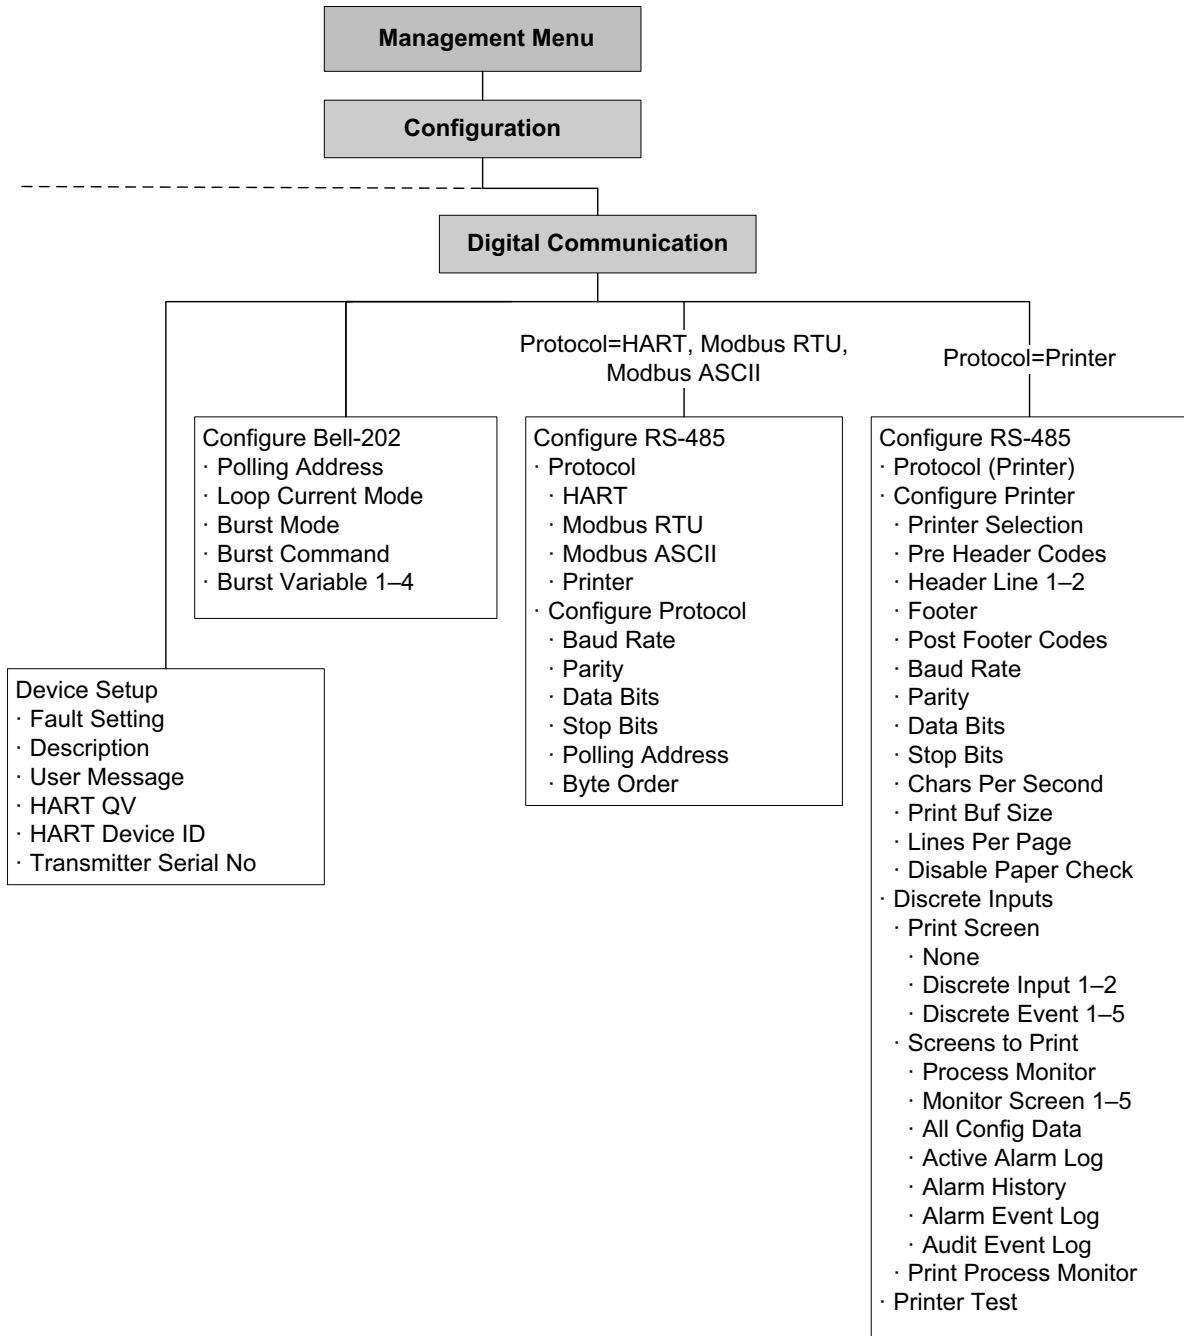 Management Menu
Configuration
Digital Communication
Protocol=HART, Modbus RTU,
Modbus ASCII
Protocol=Printer
Configure Bell-202
· Polling Address
· Loop Current Mode
· Burst Mode
· Burst Command
· Burst Variable 1–4
Configure RS-485
· Protocol
· HART
· Modbus RTU
· Modbus ASCII
· Printer
· Configure Protocol
· Baud Rate
· Parity
· Data Bits
· Stop Bits
· Polling Address
· Byte Order
Configure RS-485
· Protocol (Printer)
· Configure Printer
· Printer Selection
· Pre Header Codes
· Header Line 1–2
· Footer
· Post Footer Codes
· Baud Rate
· Parity
· Data Bits
· Stop Bits
· Chars Per Second
· Print Buf Size
· Lines Per Page
· Disable Paper Check
· Discrete Inputs
· Print Screen
· None
· Discrete Input 1–2
· Discrete Event 1–5
· Screens to Print
· Process Monitor
· Monitor Screen 1–5
· All Config Data
· Active Alarm Log
· Alarm History
· Alarm Event Log
· Audit Event Log
· Print Process Monitor
· Printer Test
Device Setup
· Fault Setting
· Description
· User Message
· HART QV
· HART Device ID
· Transmitter Serial No